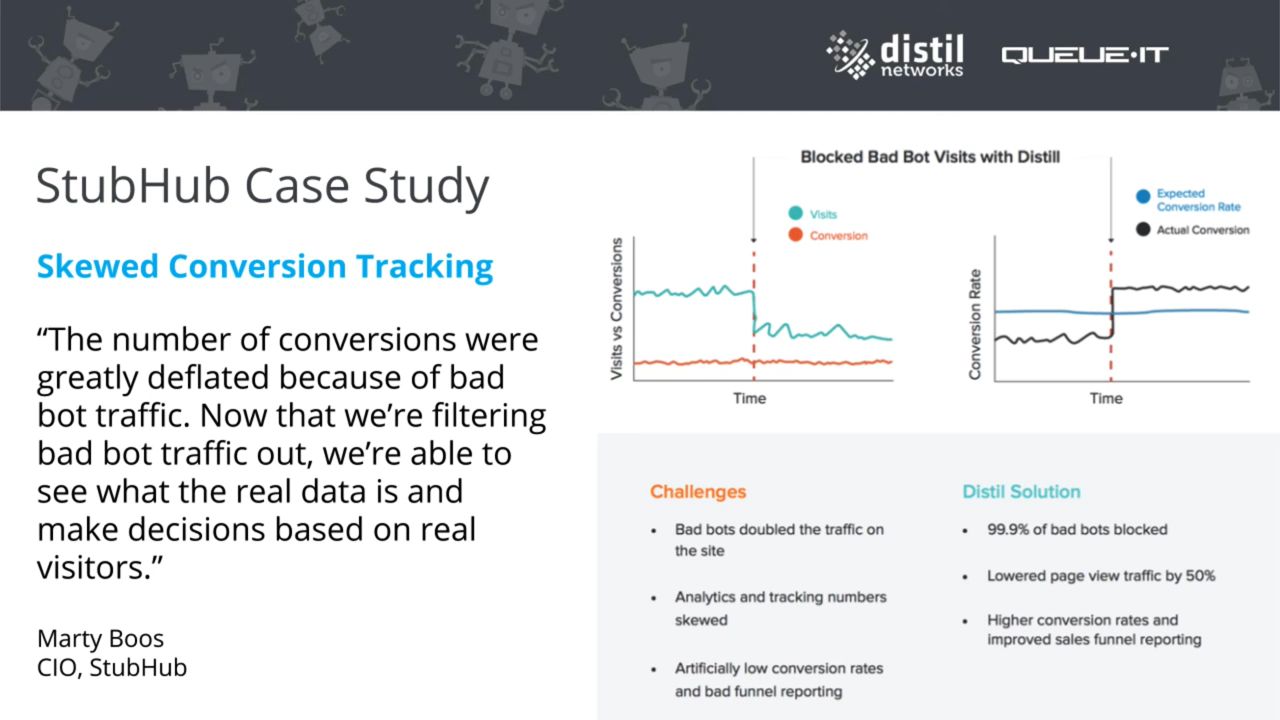 distil
networks
QUEUE-IT
StubHub Case Study
Skewed Conversion Tracking
“The number of conversions were
greatly deflated because of bad
bot traffic. Now that we’re filtering
bad bot traffic out, we’re able to
see what the real data is and
make decisions based on real
visitors.”
Marty Boos
CIO, StubHub
Blocked Bad Bot Visits with Distill
Visits
Conversion
Visits vs Conversions
Time
Expected
Conversion Rate
Actual Conversion
Conversion Rate
Time
Challenges
• Bad bots doubled the traffic on
the site
• Analytics and tracking numbers
skewed
• Artificially low conversion rates
and bad funnel reporting
Distil Solution
• 99.9% of bad bots blocked
• Lowered page view traffic by 50%
• Higher conversion rates and
improved sales funnel reporting